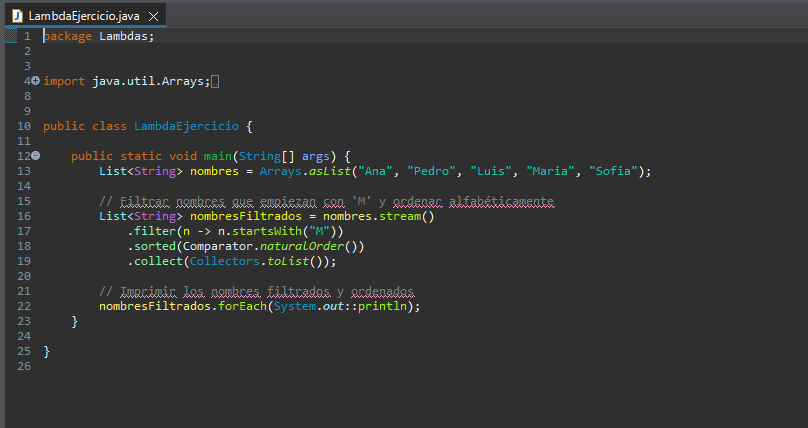 LambdaEjercicio.java
1 package Lambdas;
2
3
4 import java.util.Arrays;
8
9
10 public class LambdaEjercicio {
11
12     public static void main(String[] args) {
13         List<String> nombres = Arrays.asList("Ana", "Pedro", "Luis", "Maria", "Sofia");
14
15         // Filtrar nombres que empiezan con 'M' y ordenar alfabéticamente
16         List<String> nombresFiltrados = nombres.stream()
17             .filter(n -> n.startsWith("M"))
18             .sorted(Comparator.naturalOrder())
19             .collect(Collectors.toList());
20
21         // Imprimir los nombres filtrados y ordenados
22         nombresFiltrados.forEach(System.out::println);
23     }
24
25 }
26